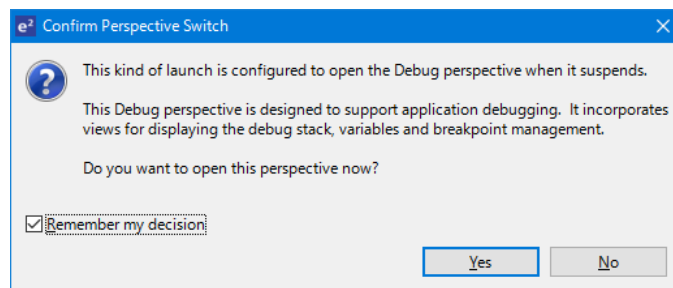 e² Confirm Perspective Switch
This kind of launch is configured to open the Debug perspective when it suspends.
This Debug perspective is designed to support application debugging.  It incorporates
views for displaying the debug stack, variables and breakpoint management.
Do you want to open this perspective now?
Remember my decision
Yes No